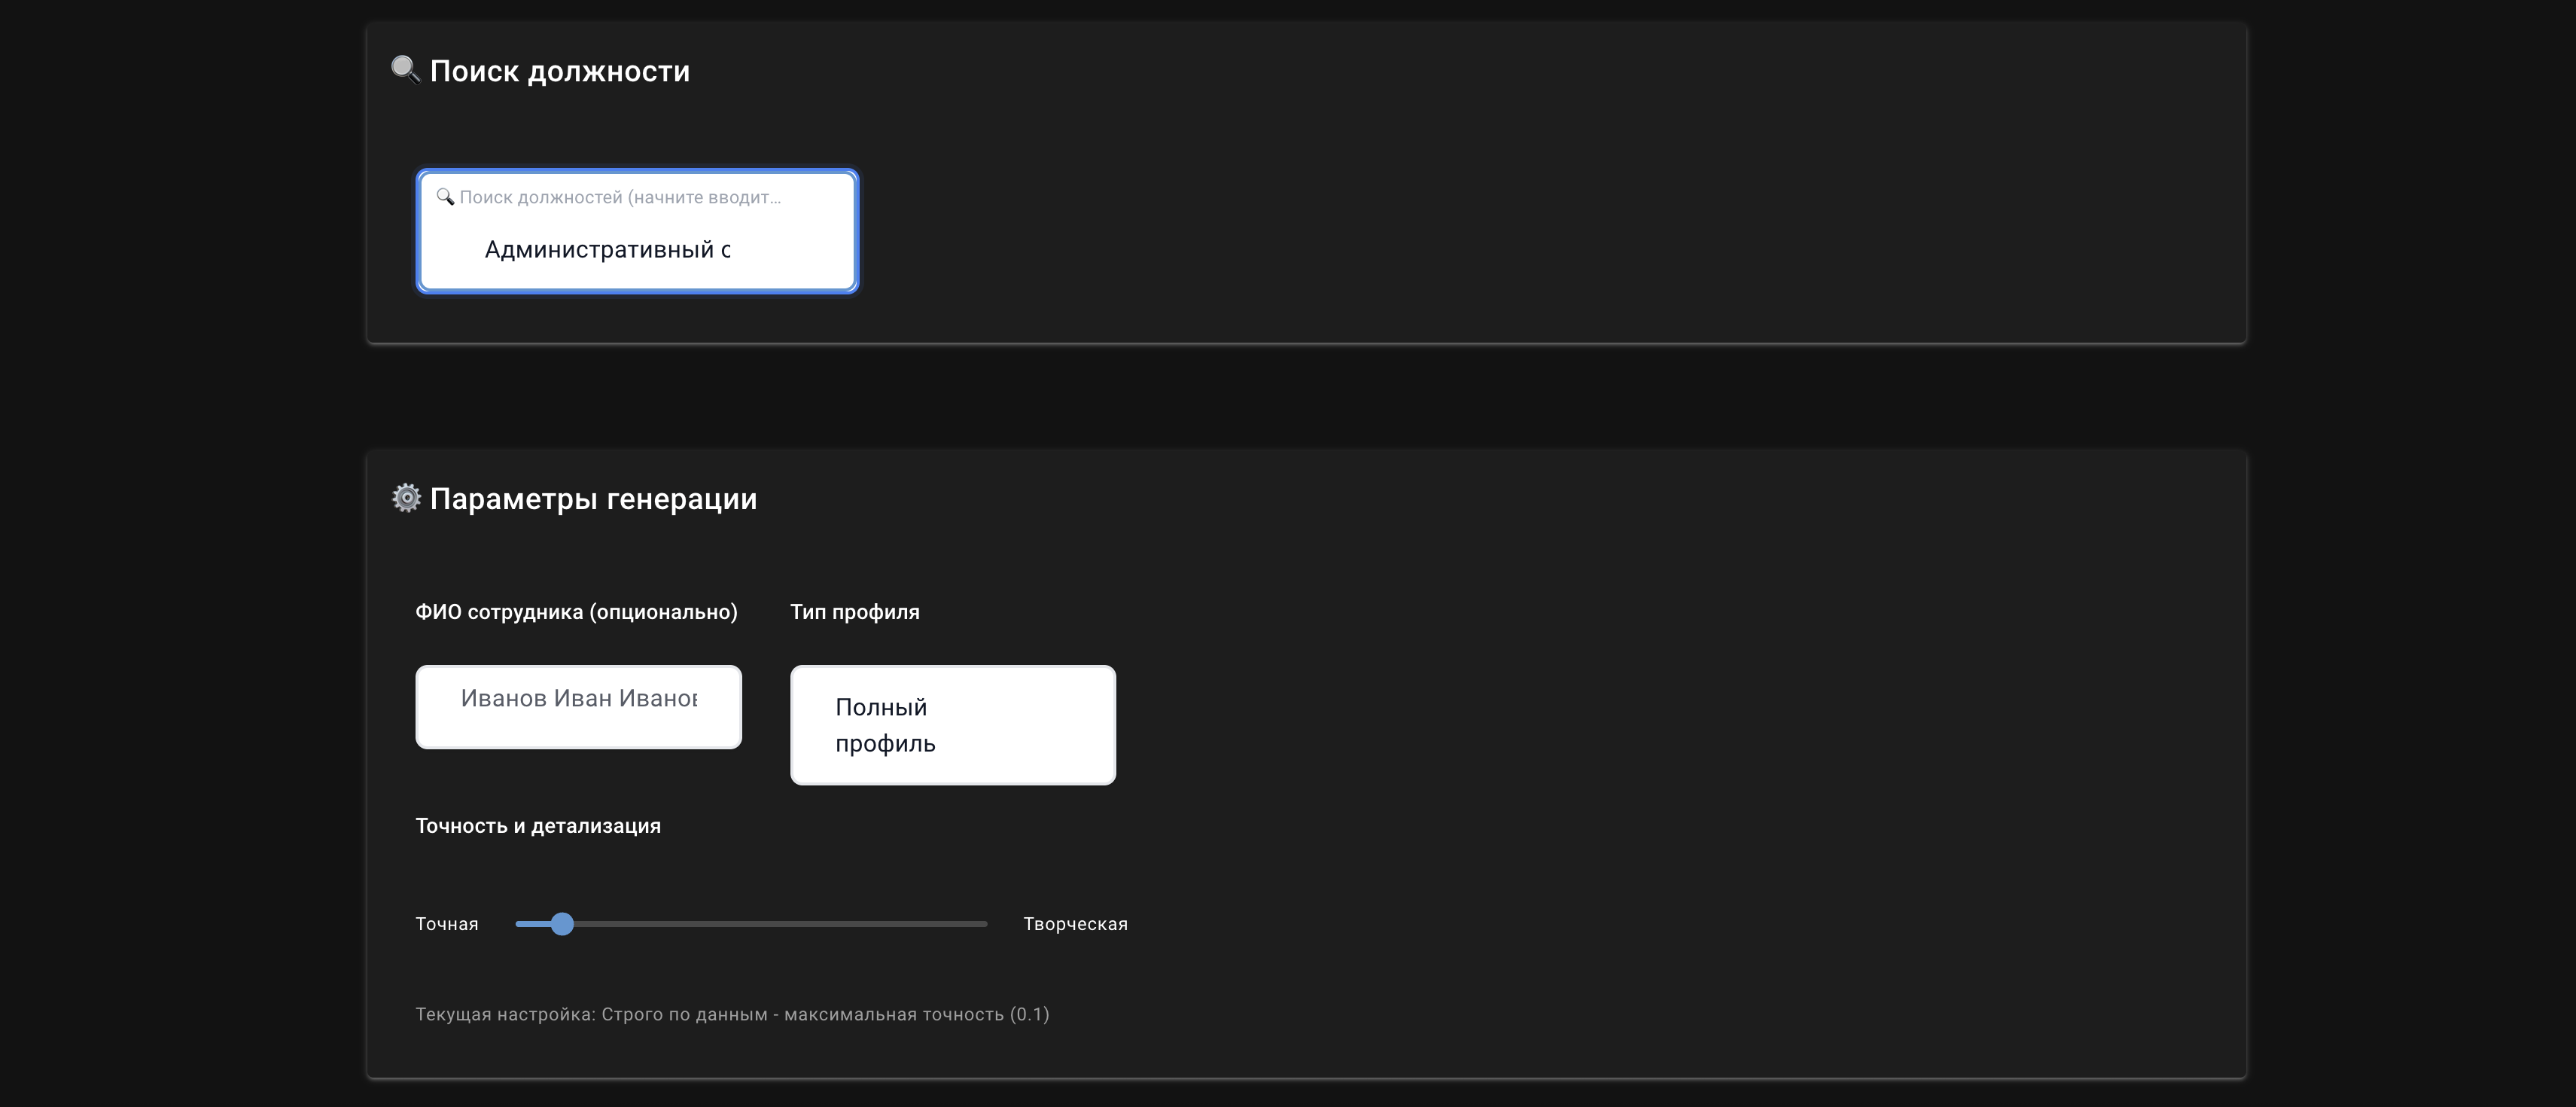 🔍 Поиск должности
🔍 Поиск должностей (начните вводит...
Административный
⚙️ Параметры генерации
ФИО сотрудника (опционально)
Тип профиля
Иванов Иван Иванов
Полный
профиль
Точность и детализация
Точная
Творческая
Текущая настройка: Строго по данным - максимальная точность (0.1)